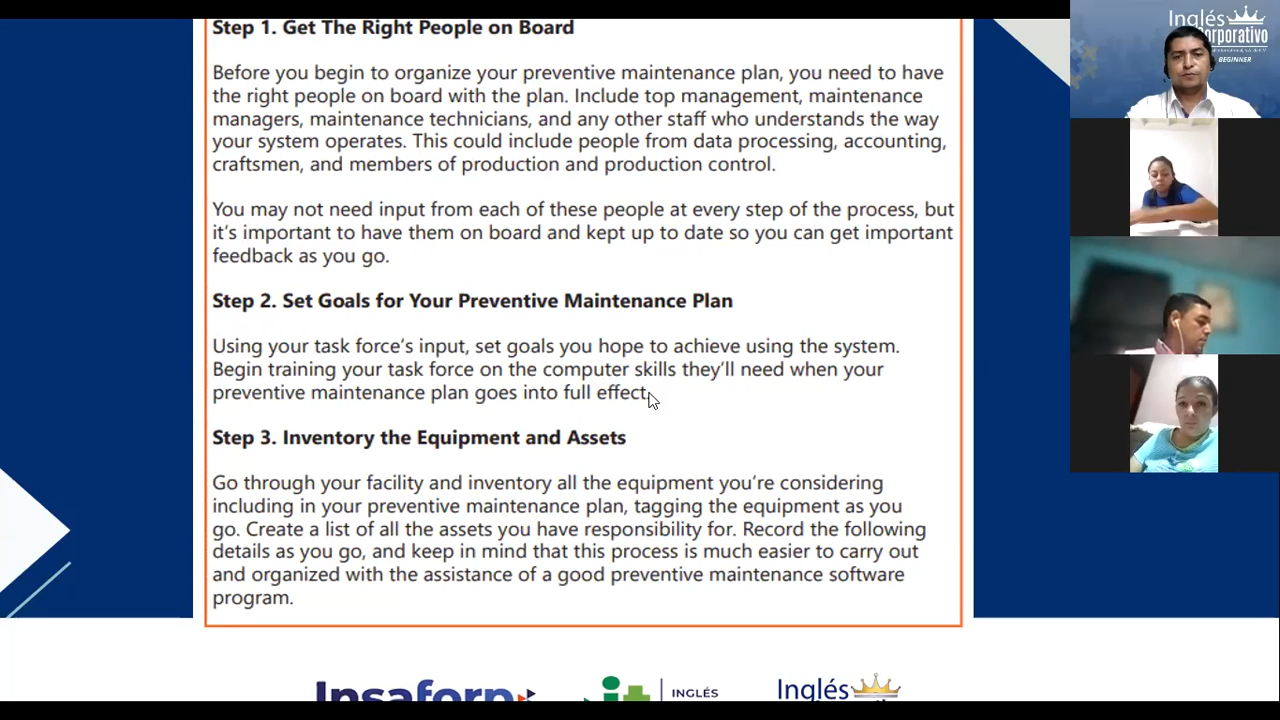 Step 1. Get The Right People on Board
Before you begin to organize your preventive maintenance plan, you need to have
the right people on board with the plan. Include top management, maintenance
managers, maintenance technicians, and any other staff who understands the way
your system operates. This could include people from data processing, accounting,
craftsmen, and members of production and production control.
You may not need input from each of these people at every step of the process, but
it's important to have them on board and kept up to date so you can get important
feedback as you go.
Step 2. Set Goals for Your Preventive Maintenance Plan
Using your task force's input, set goals you hope to achieve using the system.
Begin training your task force on the computer skills they'll need when your
preventive maintenance plan goes into full effect.
Step 3. Inventory the Equipment and Assets
Go through your facility and inventory all the equipment you're considering
including in your preventive maintenance plan, tagging the equipment as you
go. Create a list of all the assets you have responsibility for. Record the following
details as you go, and keep in mind that this process is much easier to carry out
and organized with the assistance of a good preventive maintenance software
program.
Insaforp
it
INGLÉS
Inglés
Inglés
BEGINNER